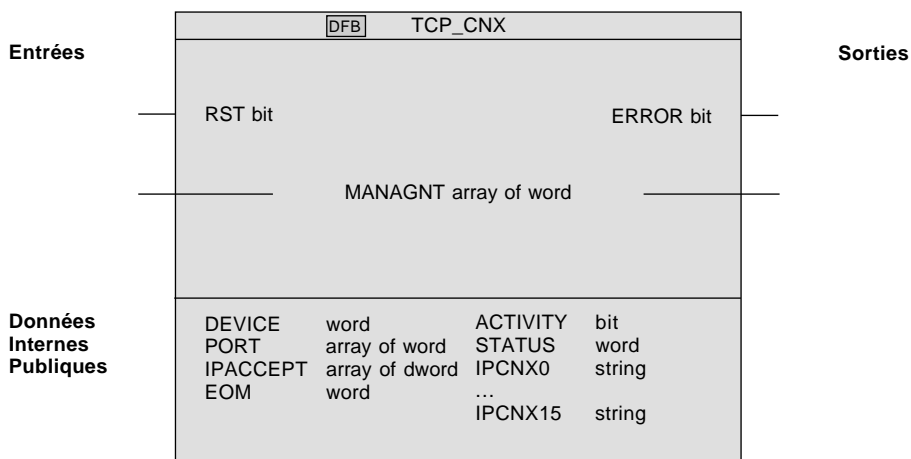 DFB TCP_CNX
Entrées Sorties
RST bit ERROR bit
MANAGNT array of word
Données
Internes
Publiques
DEVICE word ACTIVITY bit
PORT array of word STATUS word
IPACCEPT array of dword IPCNX0 string
EOM word ...
IPCNX15 string